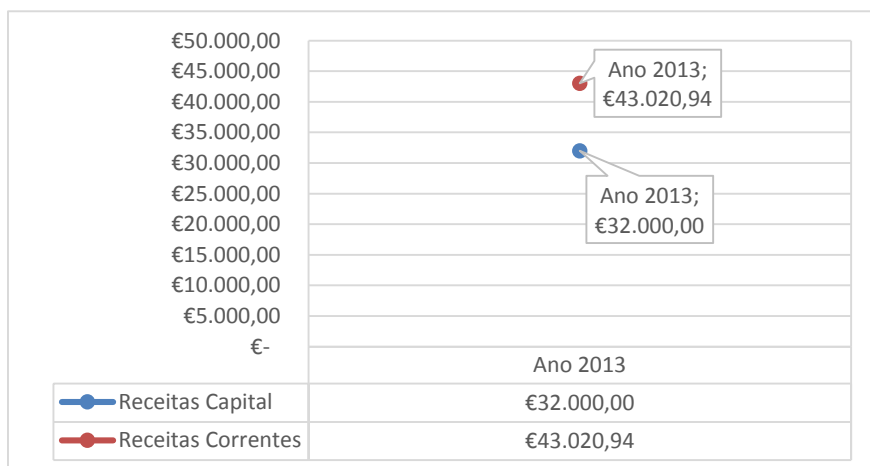 €50.000,00
€45.000,00
€40.000,00
€35.000,00
€30.000,00
€25.000,00
€20.000,00
€15.000,00
€10.000,00
€5.000,00
€-
Ano 2013;
€43.020,94
Ano 2013;
€32.000,00
Ano 2013
Receitas Capital €32.000,00
Receitas Correntes €43.020,94